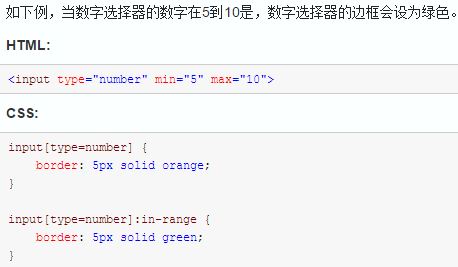 如下例，当数字选择器的数字在5到10是，数字选择器的边框会设为绿色。
HTML:
<input type="number" min="5" max="10">
CSS:
input[type=number] {
    border: 5px solid orange;
}
input[type=number]:in-range {
    border: 5px solid green;
}